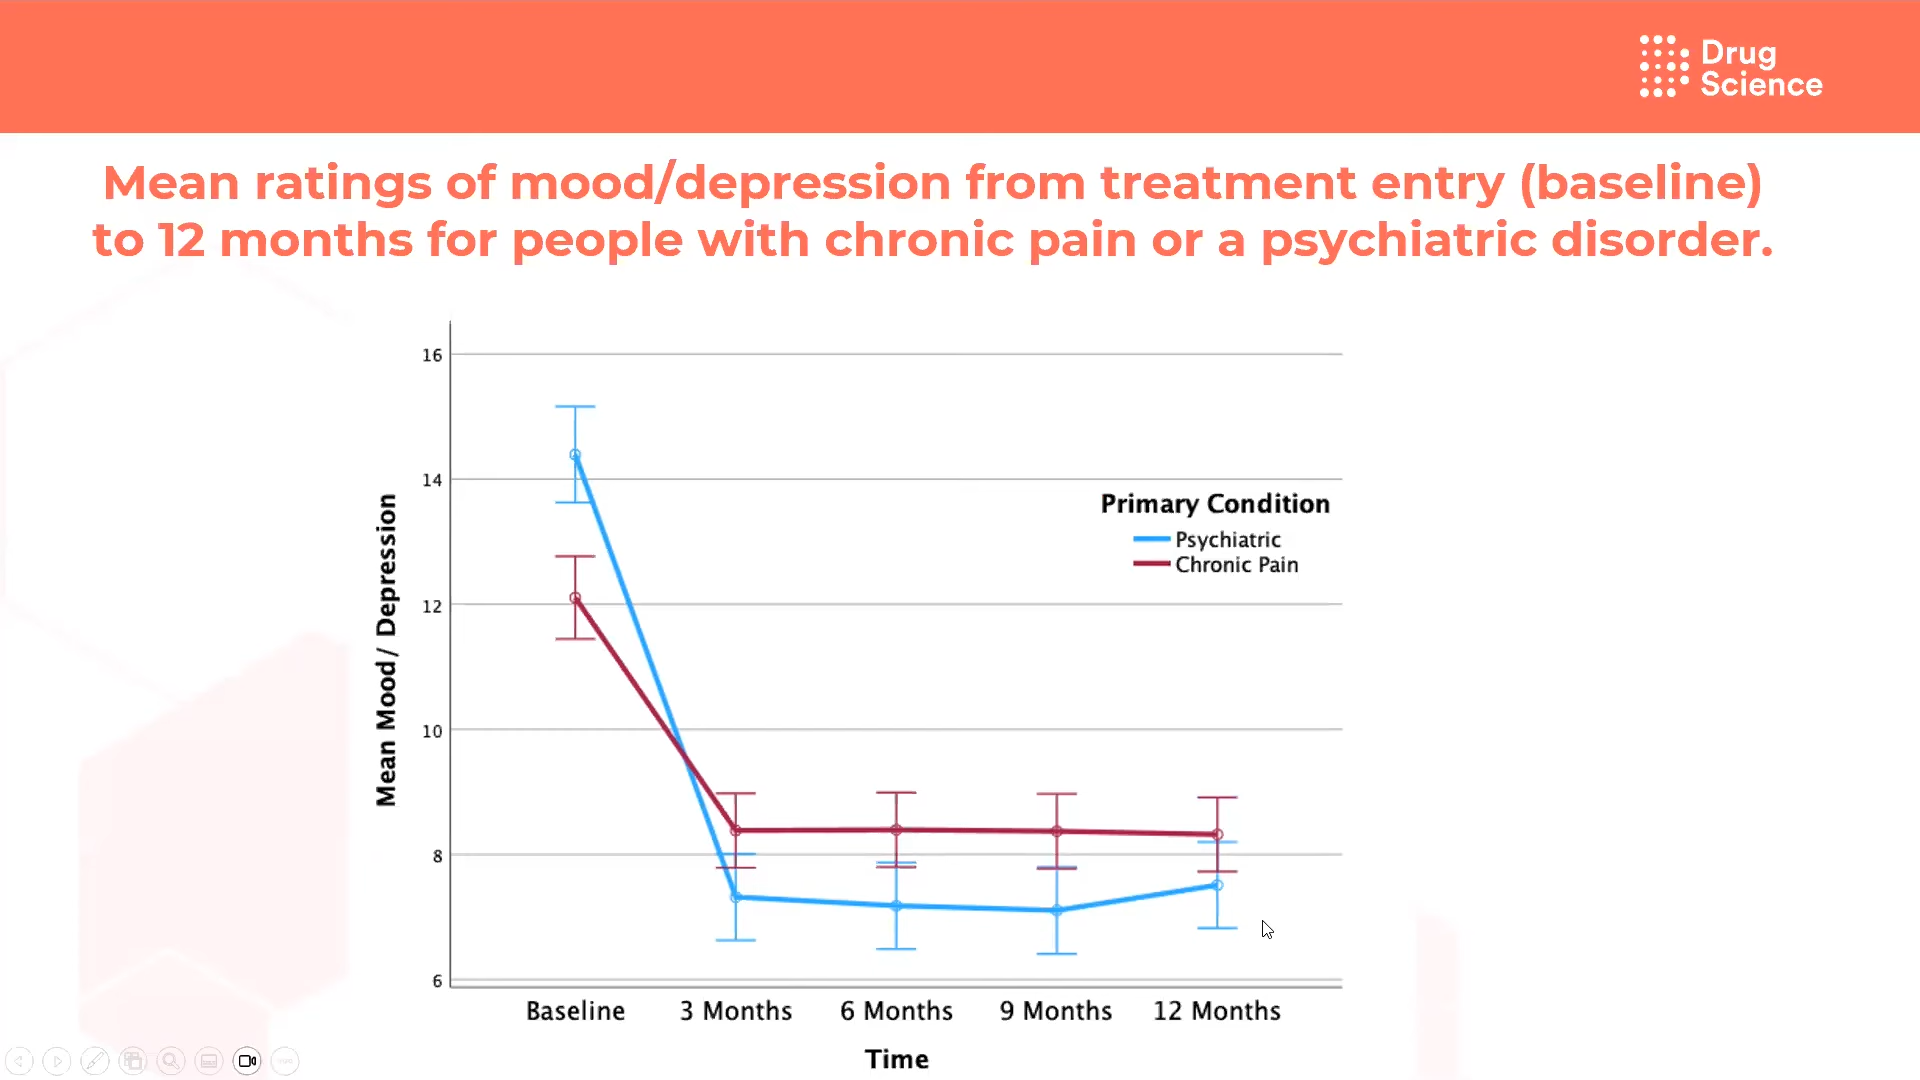 Drug
Science
Mean ratings of mood/depression from treatment entry (baseline)
to 12 months for people with chronic pain or a psychiatric disorder.
Mean Mood/ Depression
16
14
12
10
8
6
Primary Condition
Psychiatric
Chronic Pain
Baseline 3 Months 6 Months 9 Months 12 Months
Time